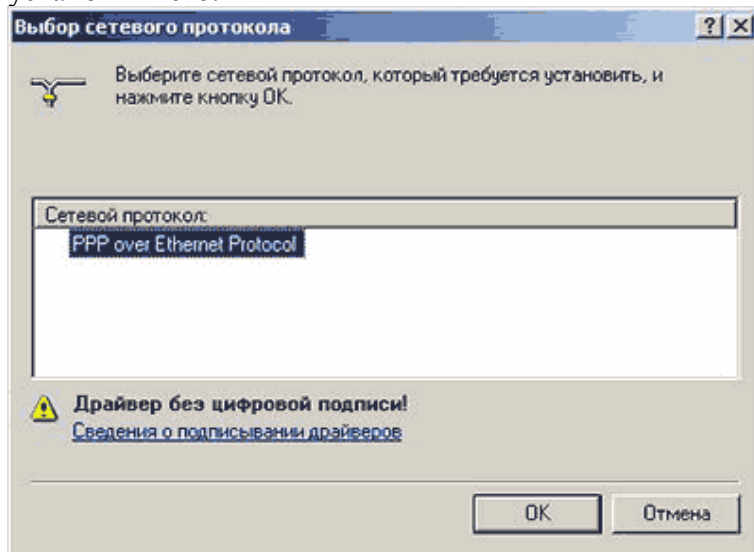 Выбор сетевого протокола
Выберите сетевой протокол, который требуется установить, и
нажмите кнопку OK.
Сетевой протокол:
PPP over Ethernet Protocol
Драйвер без цифровой подписи!
Сведения о подписывании драйверов
OK Отмена